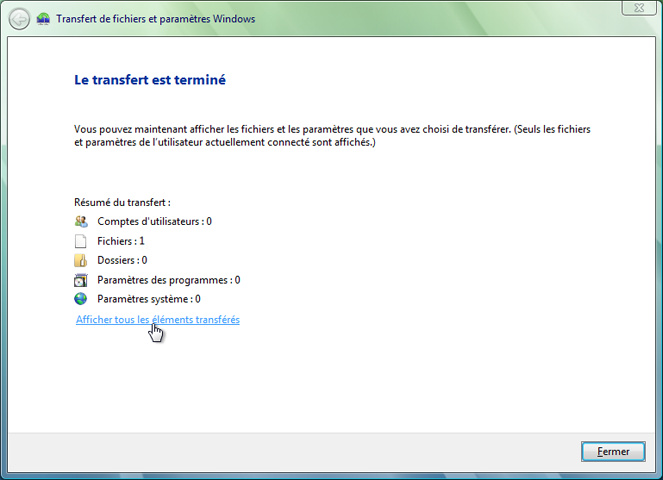 Transfert de fichiers et paramètres Windows
Le transfert est terminé
Vous pouvez maintenant afficher les fichiers et les paramètres que vous avez choisi de transférer. (Seuls les fichiers
et paramètres de l'utilisateur actuellement connecté sont affichés.)
Résumé du transfert :
Comptes d'utilisateurs : 0
Fichiers : 1
Dossiers : 0
Paramètres des programmes : 0
Paramètres système : 0
Afficher tous les éléments transférés
Fermer